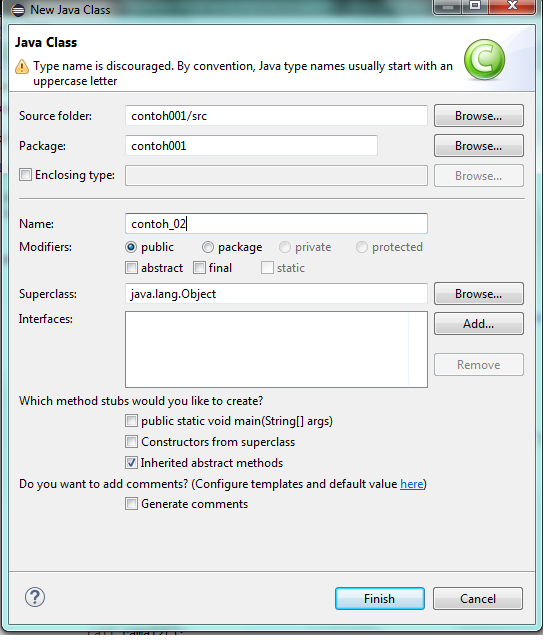 New Java Class
Java Class
Type name is discouraged. By convention, Java type names usually start with an
uppercase letter
Source folder: contoh001/src Browse...
Package: contoh001 Browse...
Enclosing type: Browse...
Name: contoh_02
Modifiers: public package private protected
abstract final static
Superclass: java.lang.Object Browse...
Interfaces: Add...
Remove
Which method stubs would you like to create?
public static void main(String[] args)
Constructors from superclass
Inherited abstract methods
Do you want to add comments? (Configure templates and default value here)
Generate comments
? Finish Cancel